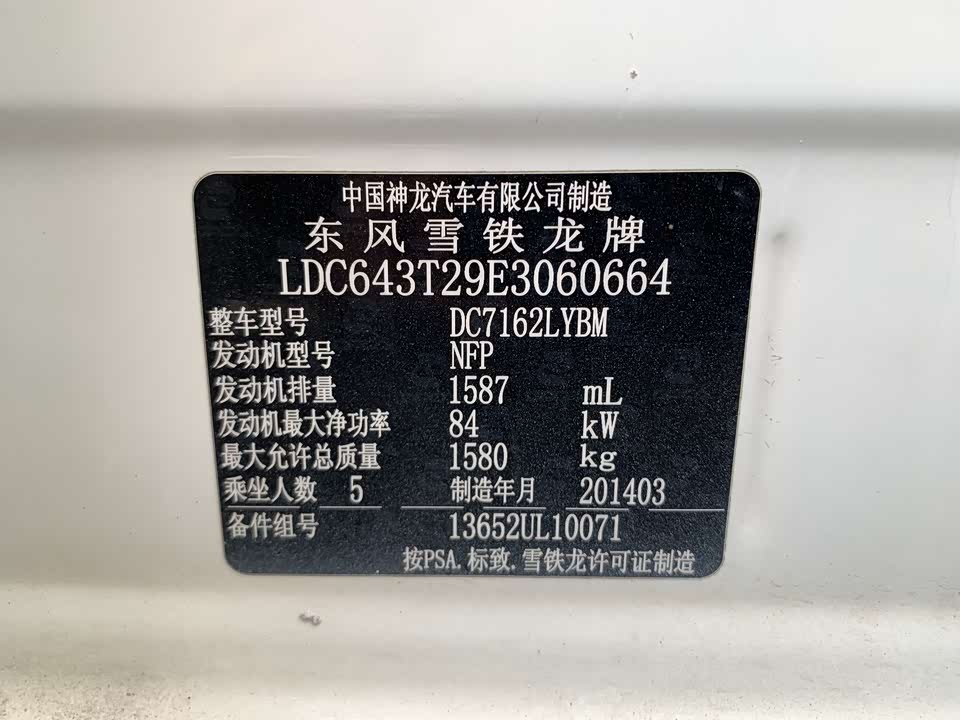 中国神龙汽车有限公司制造
东风雪铁龙牌
LDC643T29E3060664
整车型号 DC7162LYBM
发动机型号 NFP
发动机排量 1587 mL
发动机最大净功率 84 kW
最大允许总质量 1580 kg
乘坐人数 5 制造年月 201403
备件组号 13652UL10071
按PSA.标致.雪铁龙许可证制造